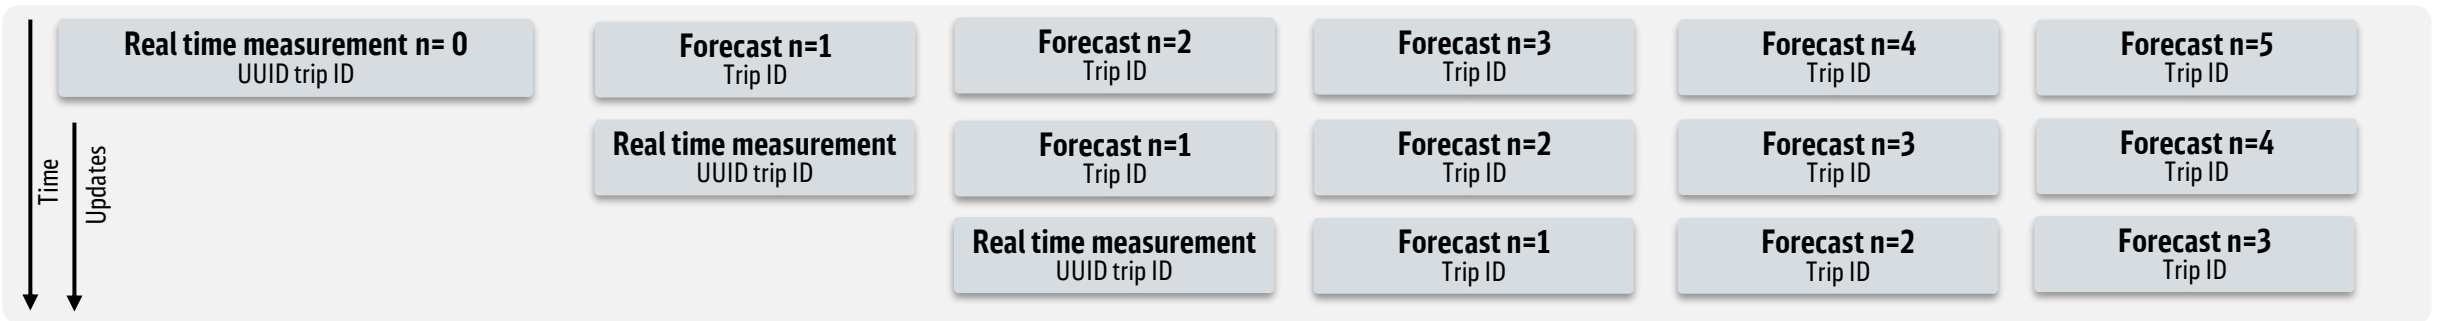 Real time measurement n= 0
UUID trip ID
Forecast n=1
Trip ID
Forecast n=2
Trip ID
Forecast n=3
Trip ID
Forecast n=4
Trip ID
Forecast n=5
Trip ID
Time
Updates
Real time measurement
UUID trip ID
Forecast n=1
Trip ID
Forecast n=2
Trip ID
Forecast n=3
Trip ID
Forecast n=4
Trip ID
Real time measurement
UUID trip ID
Forecast n=1
Trip ID
Forecast n=2
Trip ID
Forecast n=3
Trip ID